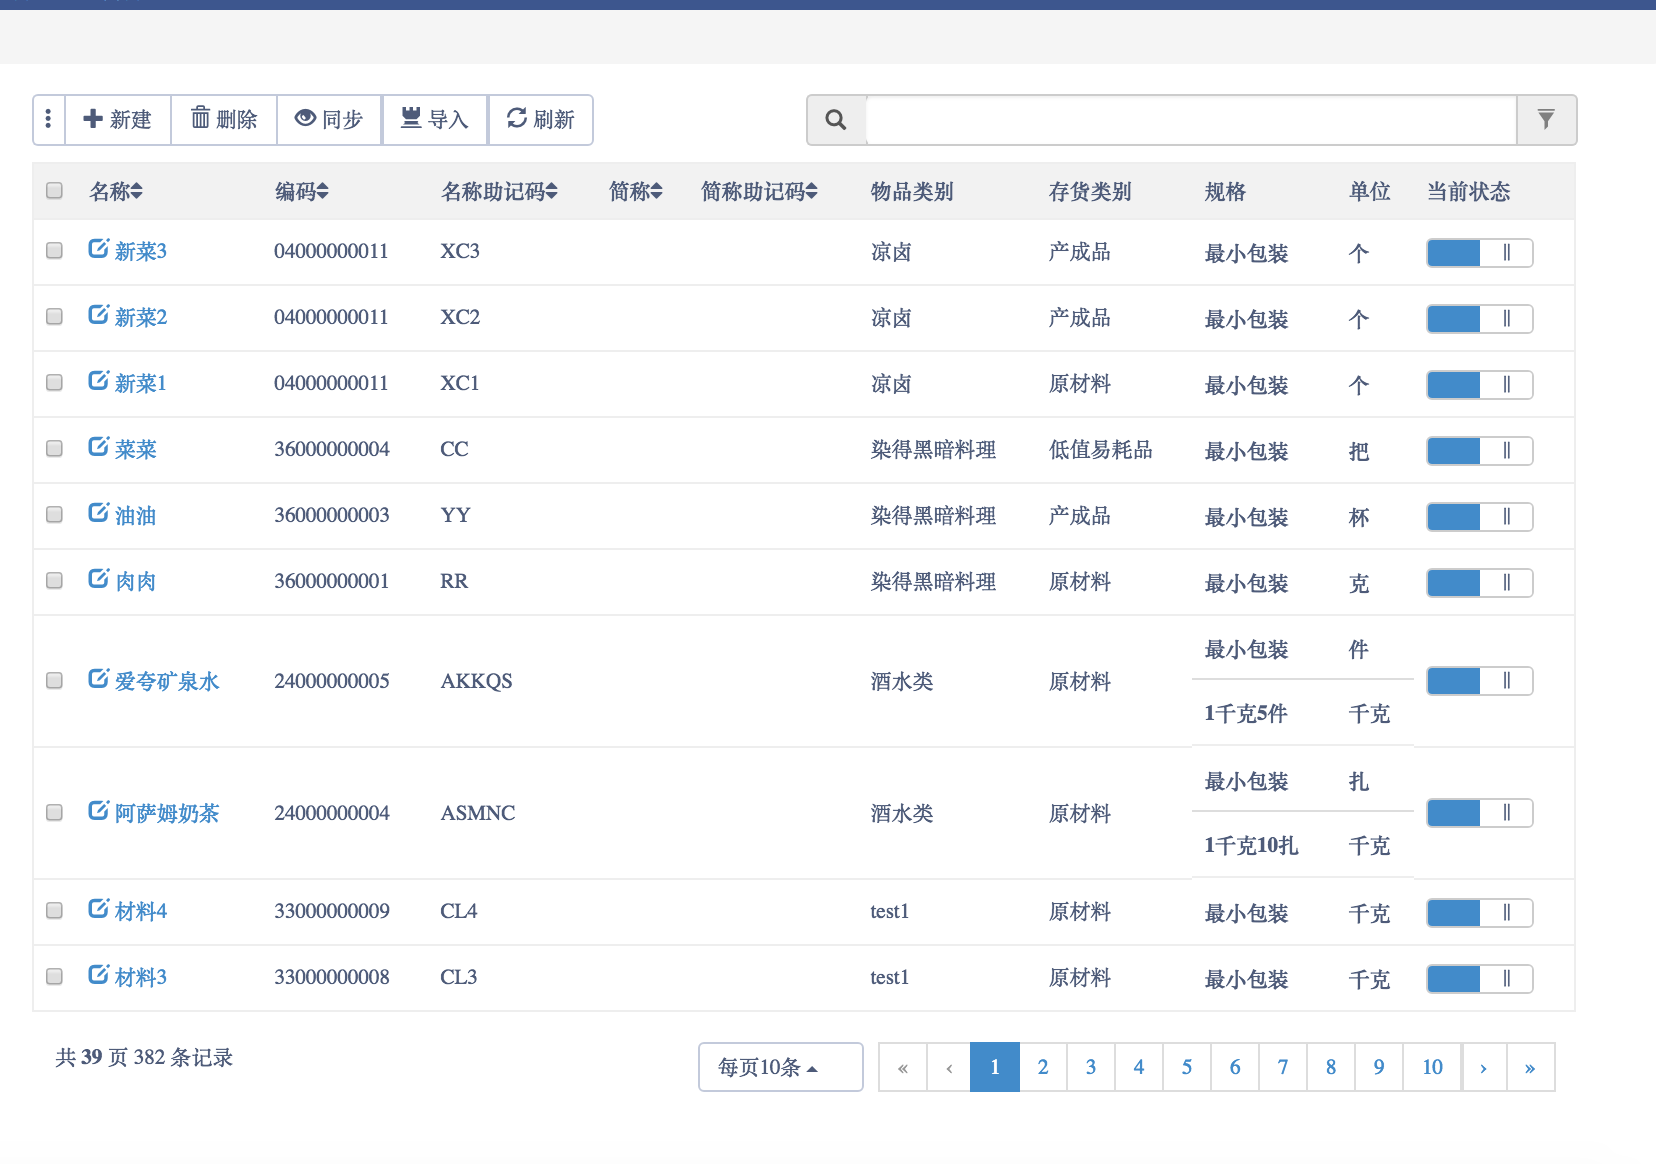 新建 删除 同步 导入 刷新
名称 编码 名称助记码 简称 简称助记码 物品类别 存货类别 规格 单位 当前状态
新菜3 04000000011 XC3 凉卤 产成品 最小包装 个
新菜2 04000000011 XC2 凉卤 产成品 最小包装 个
新菜1 04000000011 XC1 凉卤 原材料 最小包装 个
菜菜 36000000004 CC 染得黑暗料理 低值易耗品 最小包装 把
油油 36000000003 YY 染得黑暗料理 产成品 最小包装 杯
肉肉 36000000001 RR 染得黑暗料理 原材料 最小包装 克
最小包装 件
爱夸矿泉水 24000000005 AKKQS 酒水类 原材料
1千克5件 千克
最小包装 扎
阿萨姆奶茶 24000000004 ASMNC 酒水类 原材料
1千克10扎 千克
材料4 33000000009 CL4 test1 原材料 最小包装 千克
材料3 33000000008 CL3 test1 原材料 最小包装 千克
共 39 页 382 条记录
每页10条 « ‹ 1 2 3 4 5 6 7 8 9 10 › »